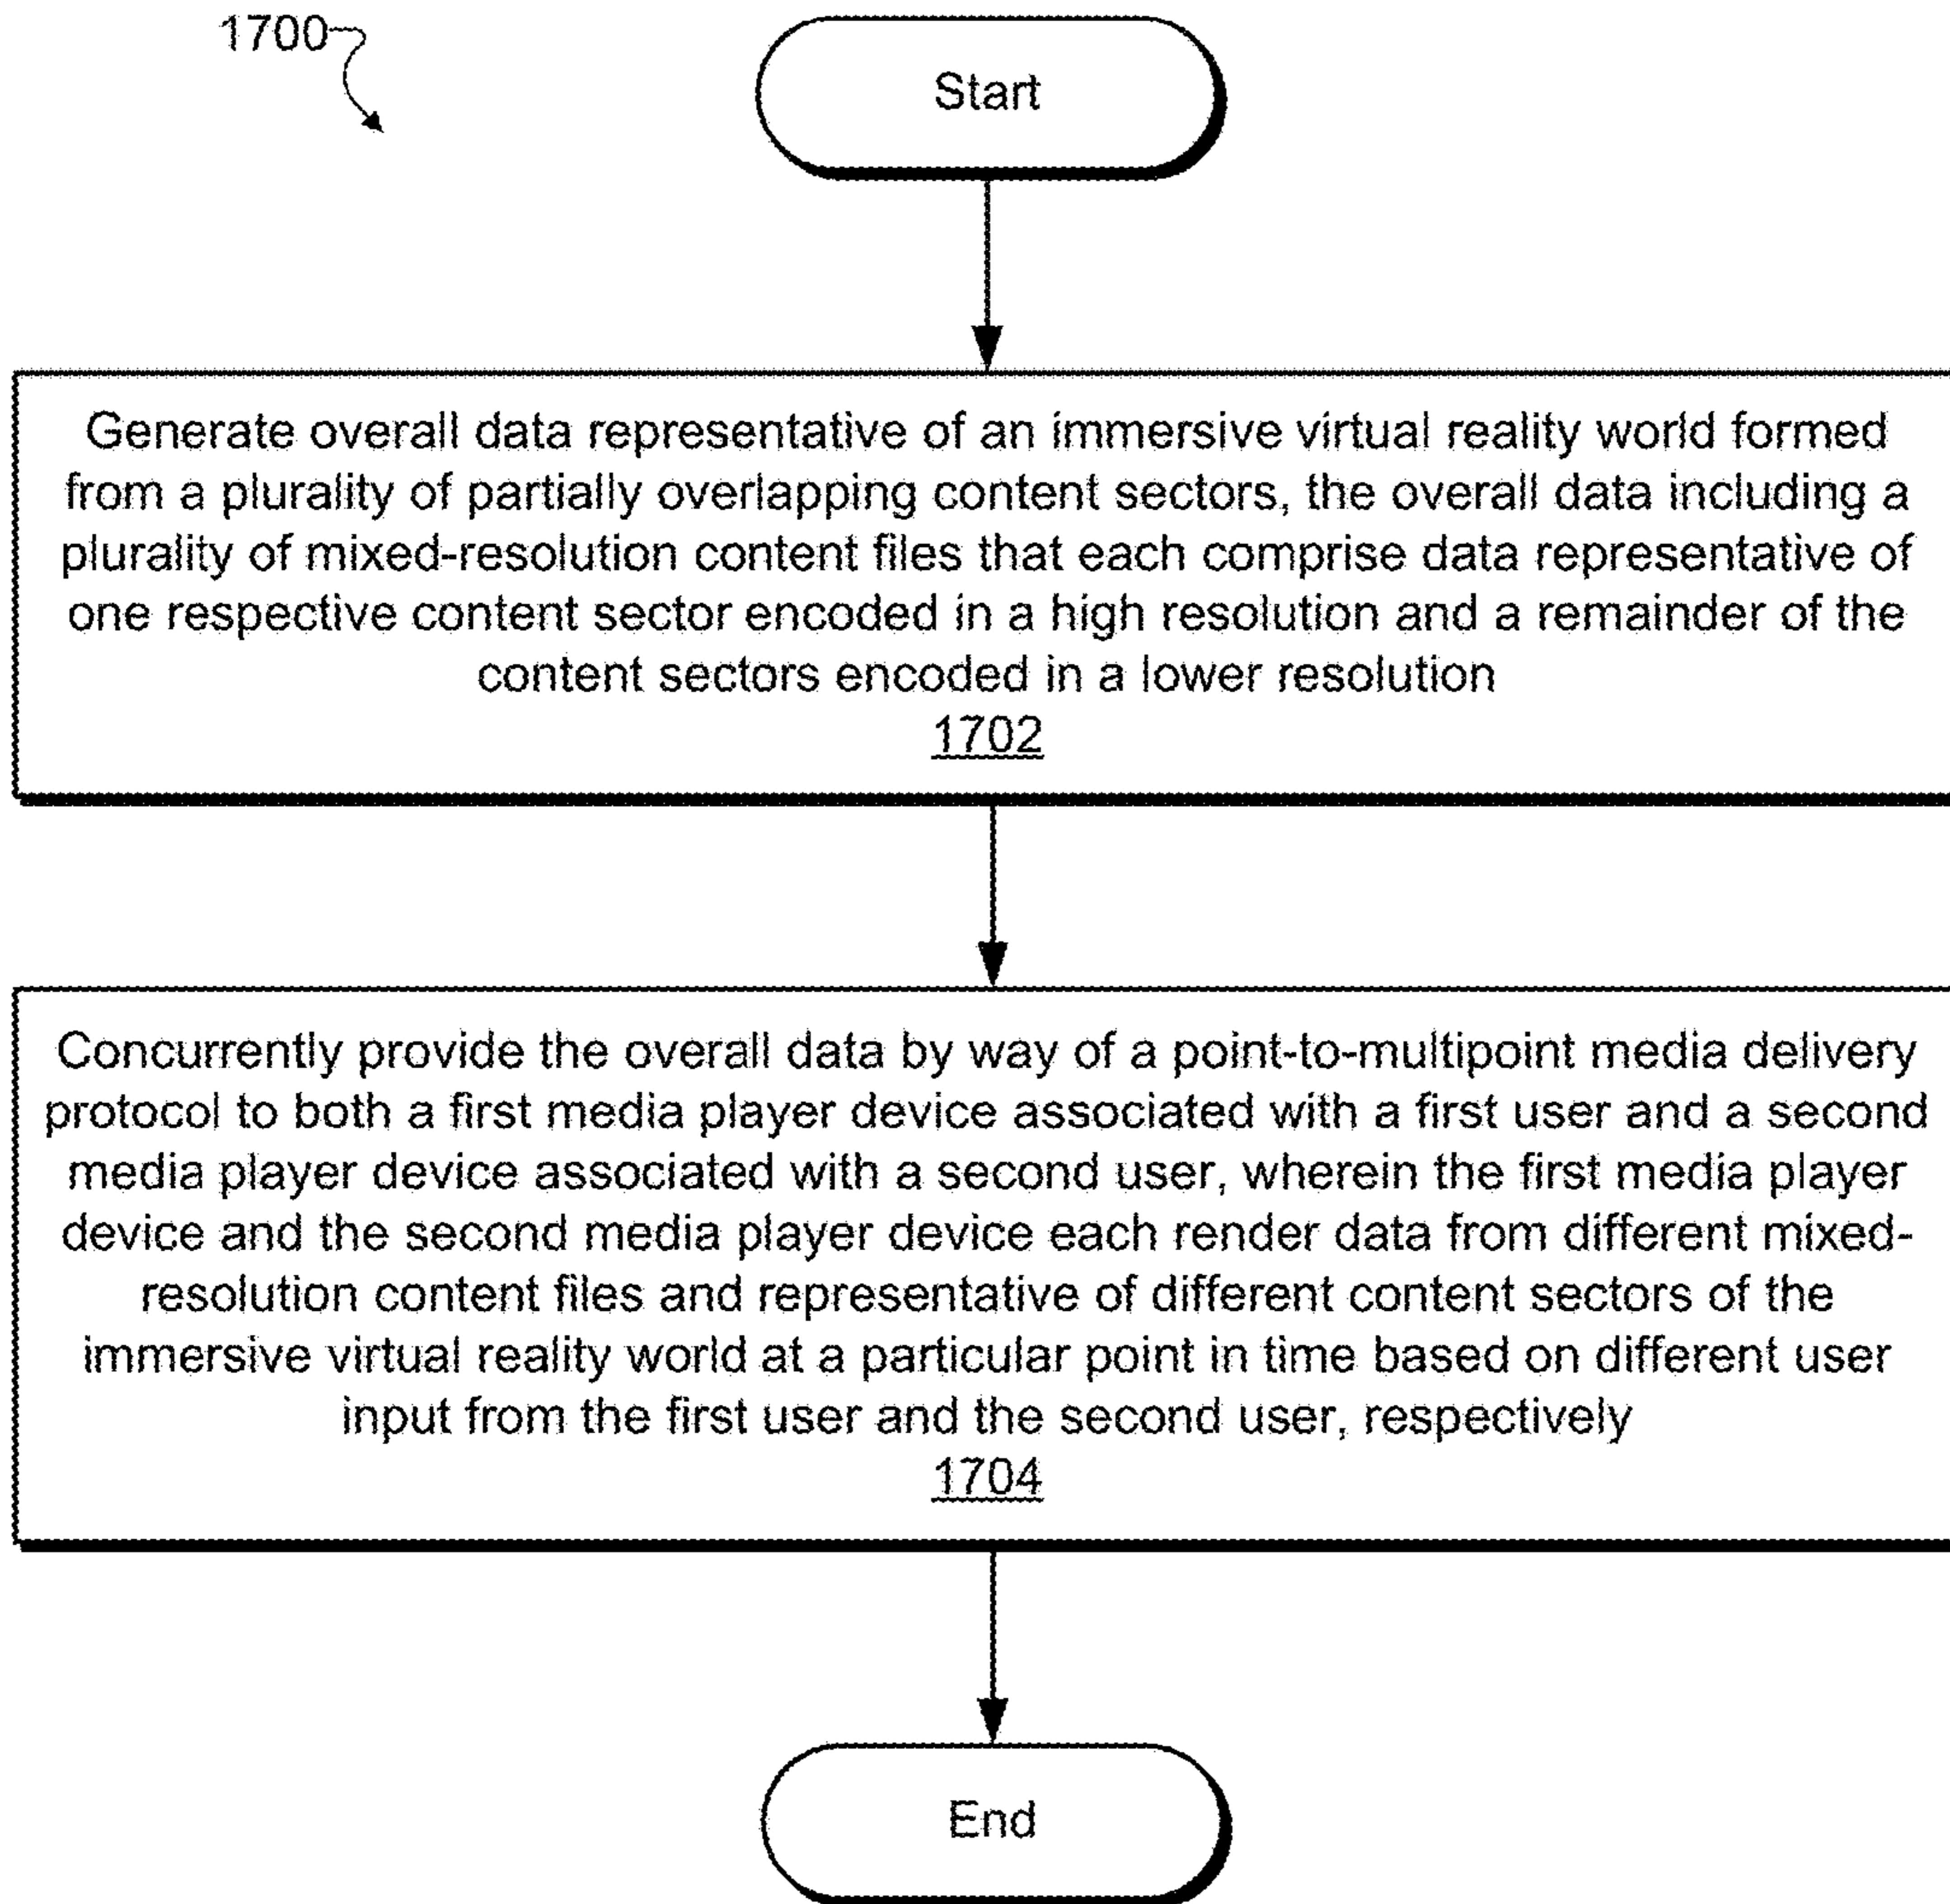 1700
Start
Generate overall data representative of an immersive virtual reality world formed
from a plurality of partially overlapping content sectors, the overall data including a
plurality of mixed-resolution content files that each comprise data representative of
one respective content sector encoded in a high resolution and a remainder of the
content sectors encoded in a lower resolution
1702
Concurrently provide the overall data by way of a point-to-multipoint media delivery
protocol to both a first media player device associated with a first user and a second
media player device associated with a second user, wherein the first media player
device and the second media player device each render data from different mixed-
resolution content files and representative of different content sectors of the
immersive virtual reality world at a particular point in time based on different user
input from the first user and the second user, respectively
1704
End